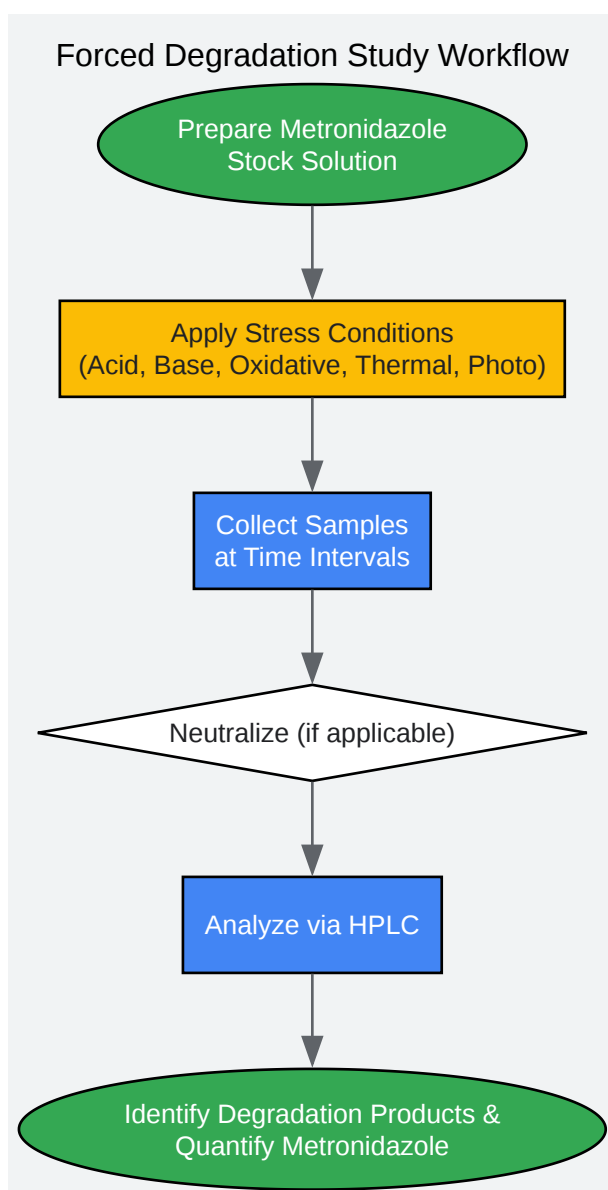 Forced Degradation Study Workflow
Prepare Metronidazole
Stock Solution
Apply Stress Conditions
(Acid, Base, Oxidative, Thermal, Photo)
Collect Samples
at Time Intervals
Neutralize (if applicable)
Analyze via HPLC
Identify Degradation Products &
Quantify Metronidazole